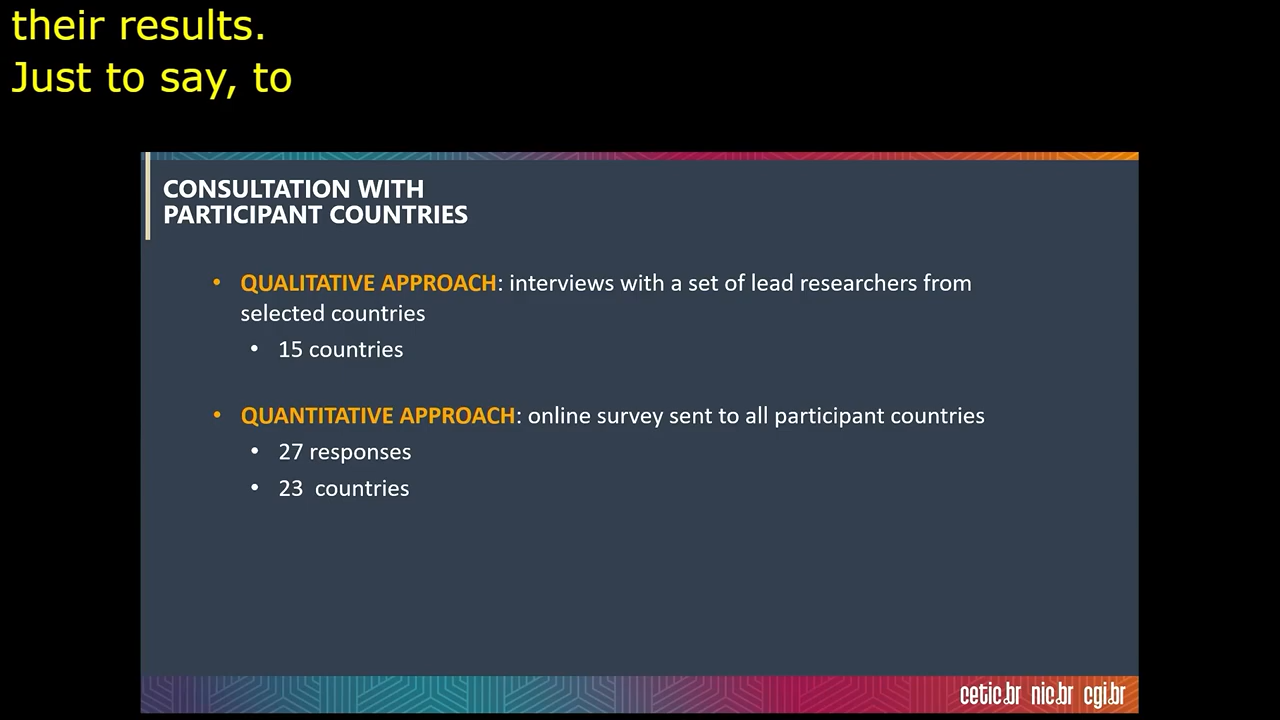 their results.
Just to say, to
CONSULTATION WITH
PARTICIPANT COUNTRIES
• QUALITATIVE APPROACH: interviews with a set of lead researchers from
selected countries
• 15 countries
• QUANTITATIVE APPROACH: online survey sent to all participant countries
• 27 responses
• 23 countries
cetic.br nic.br cgi.br